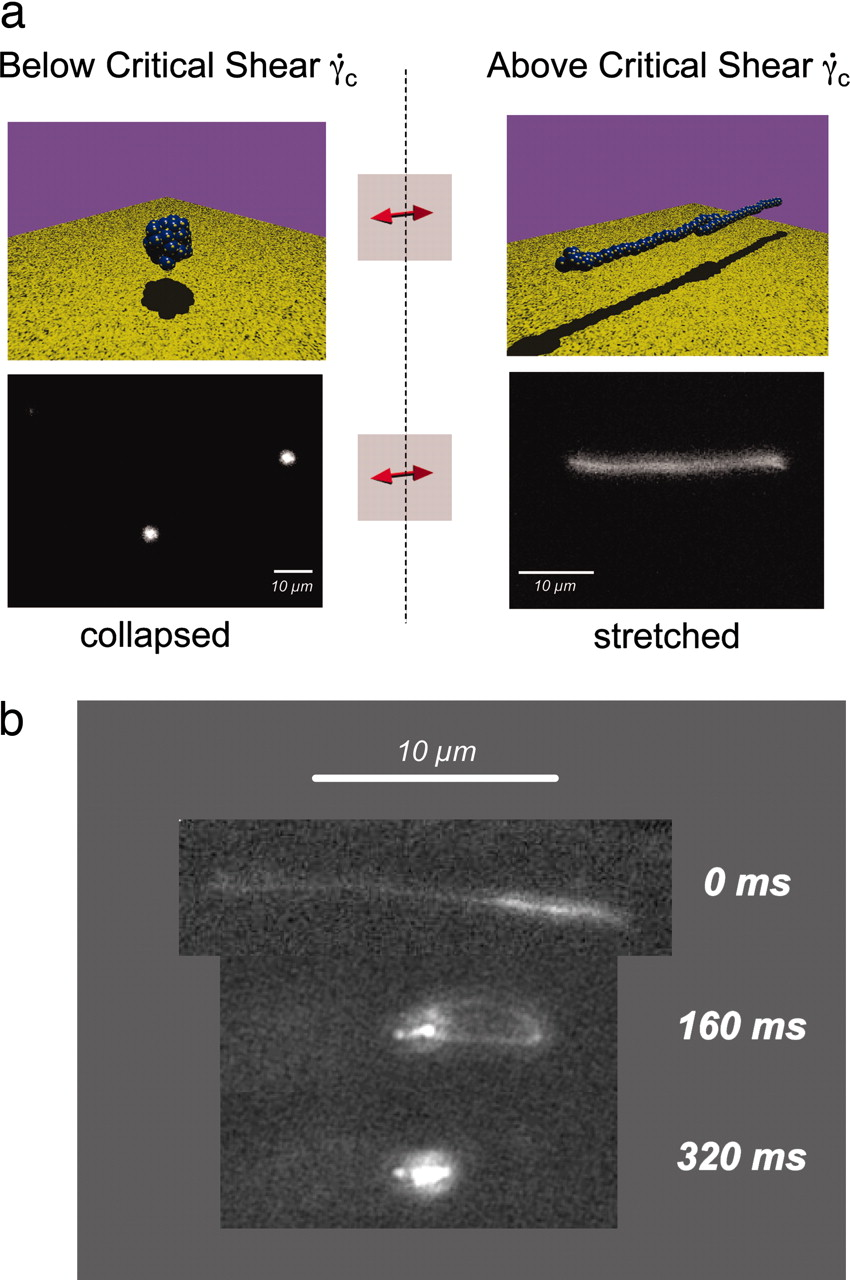 a
Below Critical Shear γ̇c
Above Critical Shear γ̇c
10 µm
10 µm
collapsed
stretched
b
10 µm
0 ms
160 ms
320 ms